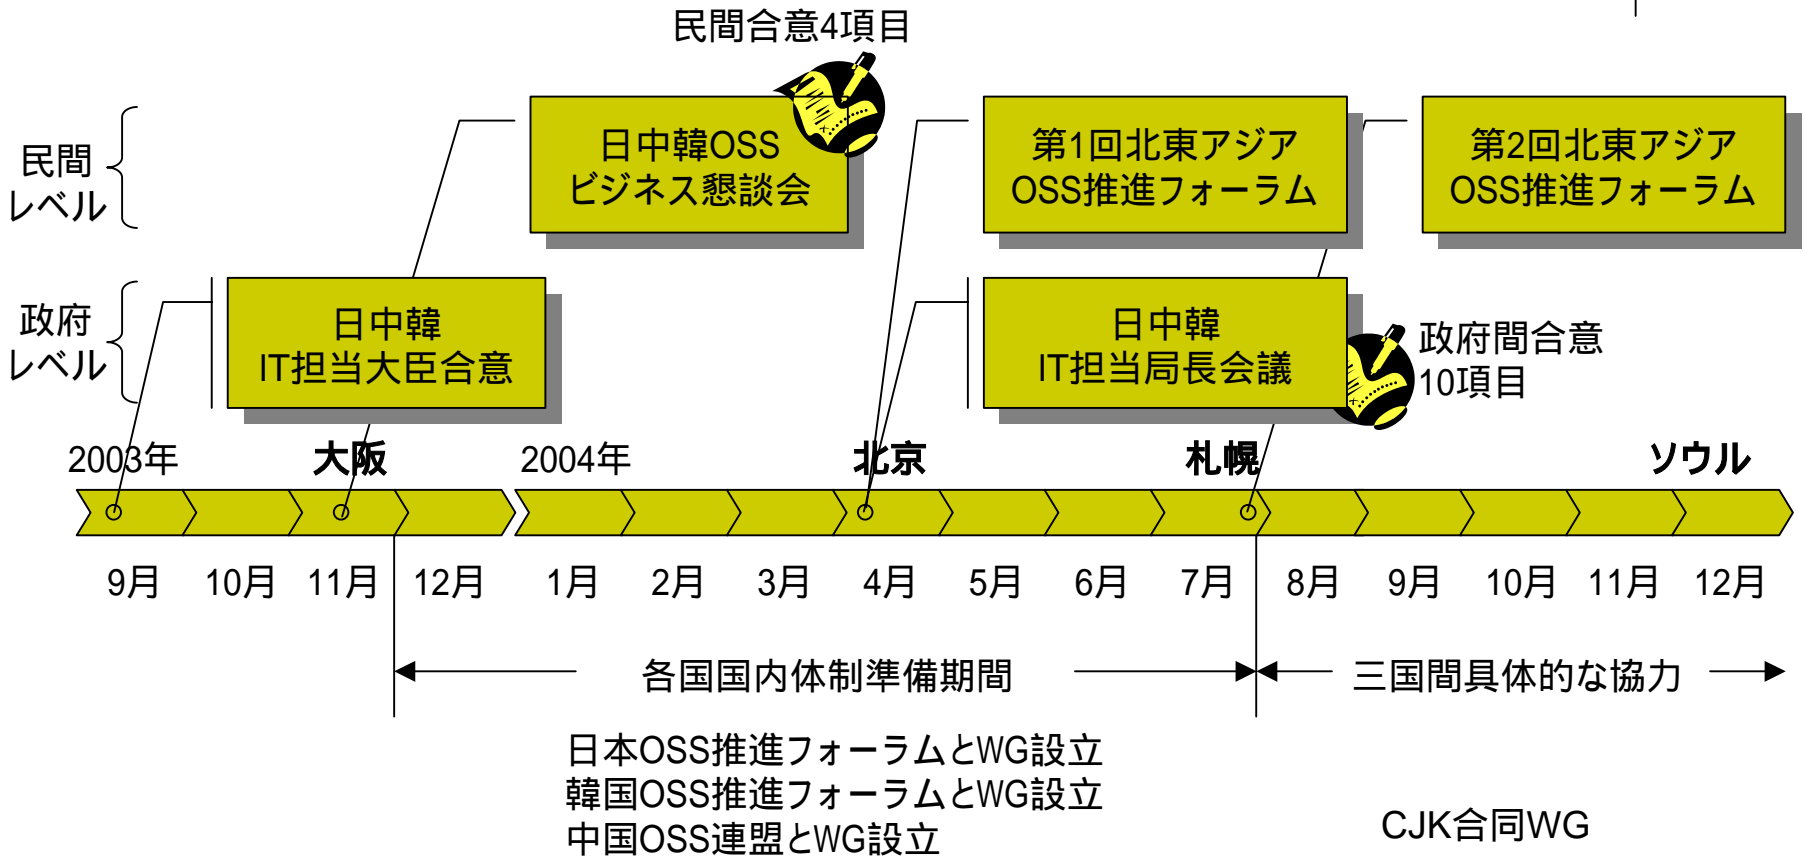 民間合意4項目
民間
レベル
日中韓OSS
ビジネス懇談会
第1回北東アジア
OSS推進フォーラム
第2回北東アジア
OSS推進フォーラム
政府
レベル
日中韓
IT担当大臣合意
日中韓
IT担当局長会議
政府間合意
10項目
2003年
大阪
2004年
北京
札幌
ソウル
9月
10月
11月
12月
1月
2月
3月
4月
5月
6月
7月
8月
9月
10月
11月
12月
各国国内体制準備期間
三国間具体的な協力
日本OSS推進フォーラムとWG設立
韓国OSS推進フォーラムとWG設立
中国OSS連盟とWG設立
CJK合同WG